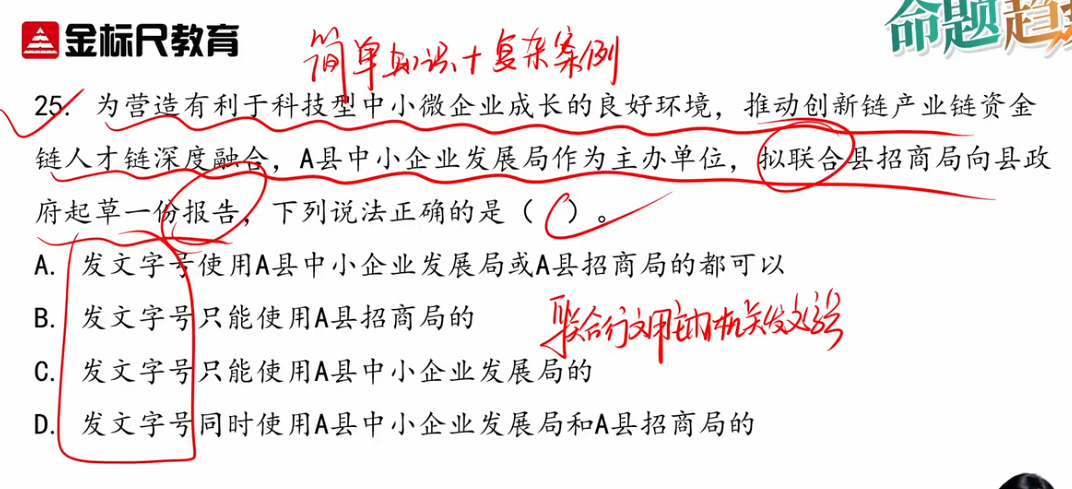 金标尺教育
命题趋
简单知识+复杂案例
25. 为营造有利于科技型中小微企业成长的良好环境，推动创新链产业链资金
链人才链深度融合，A县中小企业发展局作为主办单位，拟联合县招商局向县政
府起草一份报告，下列说法正确的是（ ）。
A. 发文字号使用A县中小企业发展局或A县招商局的都可以
B. 发文字号只能使用A县招商局的
联合行文用主办机关发文字号
C. 发文字号只能使用A县中小企业发展局的
D. 发文字号同时使用A县中小企业发展局和A县招商局的